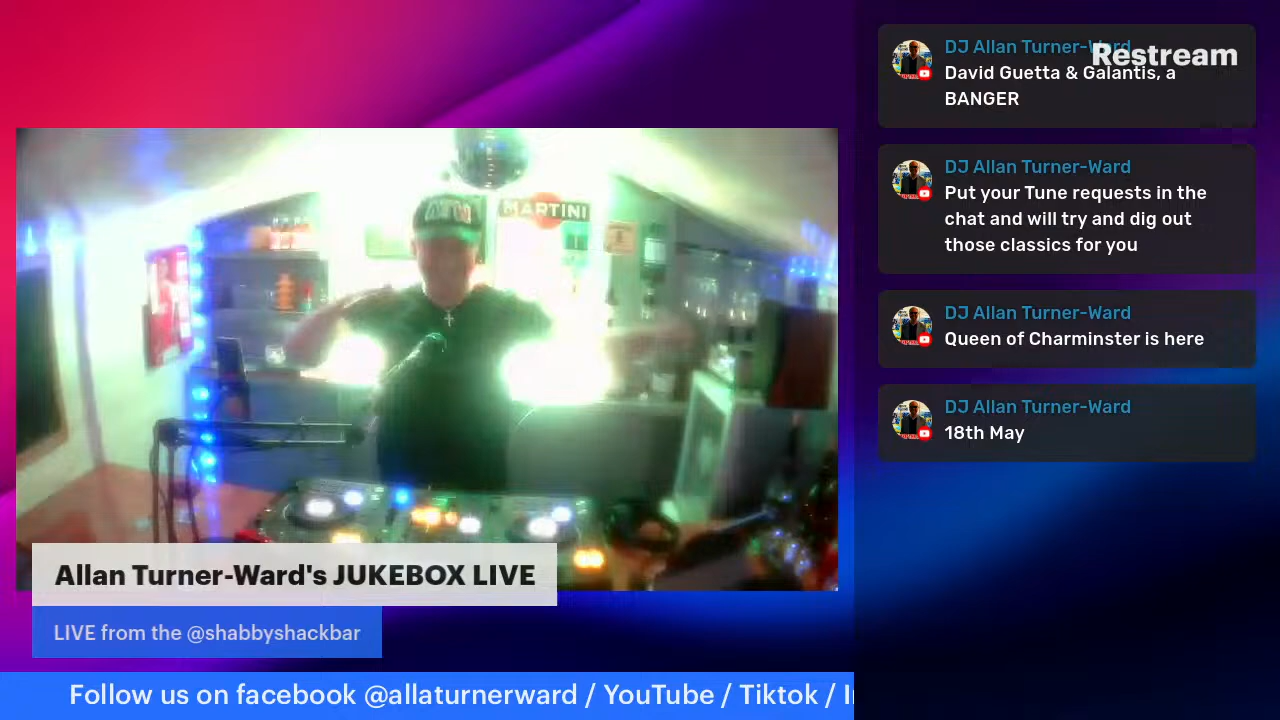 DJ Allan Turner-Ward
Restream
David Guetta & Galantis, a
BANGER
DJ Allan Turner-Ward
Put your Tune requests in the
chat and will try and dig out
those classics for you
DJ Allan Turner-Ward
Queen of Charminster is here
DJ Allan Turner-Ward
18th May
MARTINI
Allan Turner-Ward's JUKEBOX LIVE
LIVE from the @shabbyshackbar
Follow us on facebook @allaturnerward / YouTube / Tiktok /